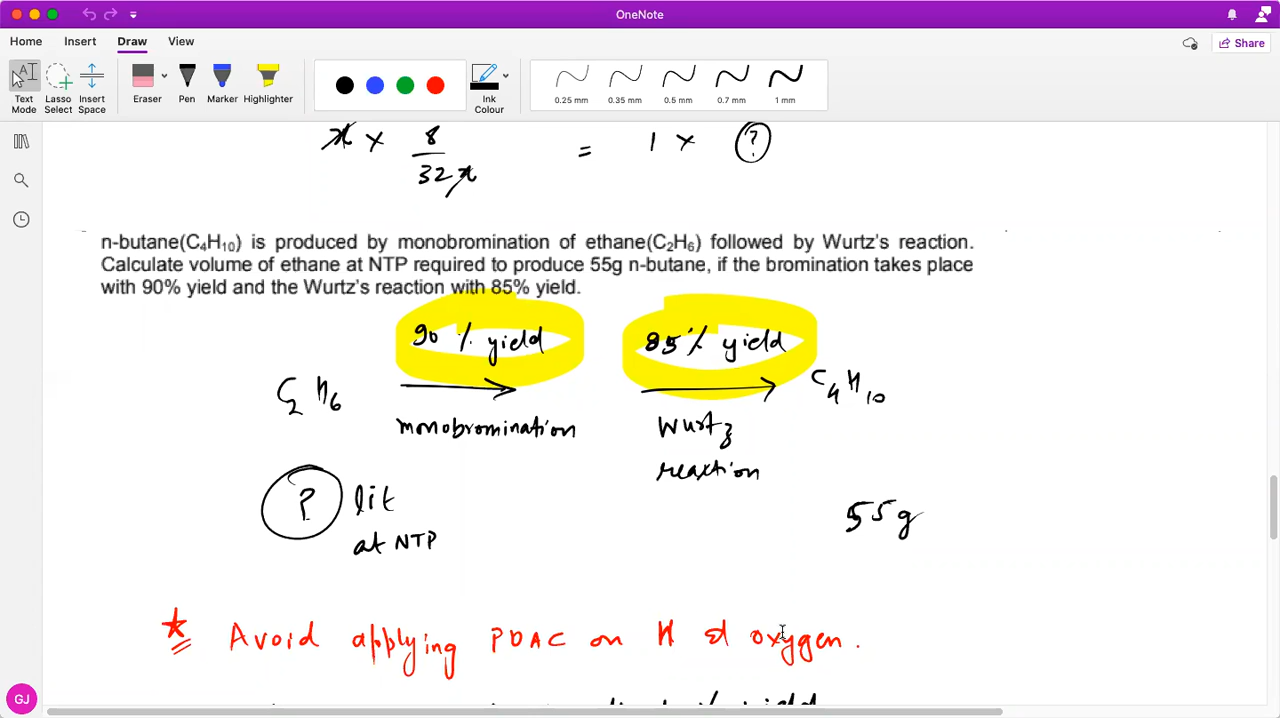 OneNote
Home Insert Draw View
Share
Text Mode
Lasso Select
Insert Space
Eraser
Pen
Marker
Highlighter
Ink Colour
0.25 mm 0.35 mm 0.5 mm 0.7 mm 1 mm
x × 8/32x = 1 × ?
n-butane(C₄H₁₀) is produced by monobromination of ethane(C₂H₆) followed by Wurtz's reaction.
Calculate volume of ethane at NTP required to produce 55g n-butane, if the bromination takes place
with 90% yield and the Wurtz's reaction with 85% yield.
90 % yield 85 % yield
C₂H₆ C₄H₁₀
monobromination
Wurtz
reaction
? lit
at NTP
55 g
Avoid applying POAC on H & oxygen.
GJ